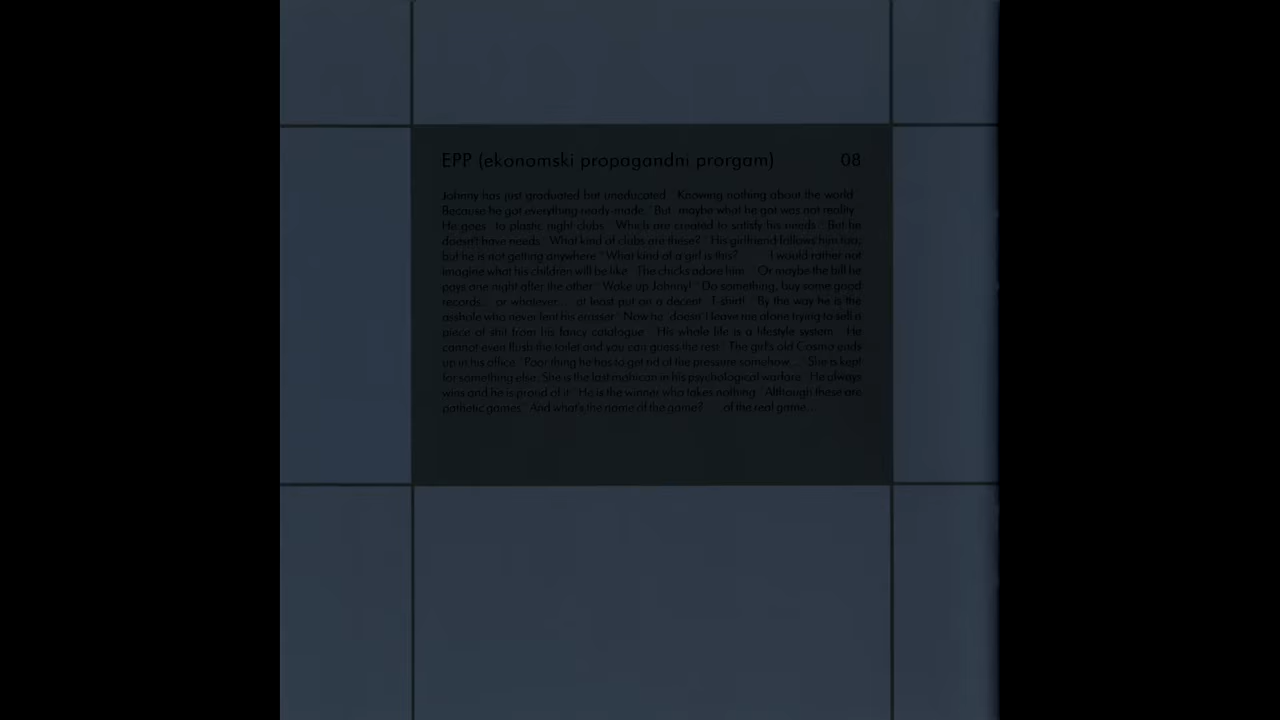 EPP (ekonomski propagandni prorgam) 08
Johnny has just graduated but uneducated Knowing nothing about the world
Because he got everything ready-made. But maybe what he got was not reality
He goes to plastic night clubs Which are created to satisfy his needs But he
doesn't have needs What kind of clubs are these? His girlfriend follows him too,
but he is not getting anywhere What kind of a girl is this? I would rather not
imagine what his children will be like The chicks adore him Or maybe the bill he
pays one night after the other Wake up Johnny! Do something, buy some good
records... or whatever... at least put on a decent T-shirt! By the way he is the
asshole who never lent his eraser Now he doesn't leave me alone trying to sell a
piece of shit from his fancy catalogue His whole life is a lifestyle system He
cannot even flush the toilet and you can guess the rest The girl's old Cosmo ends
up in his office Poor thing he has to get rid of the pressure somehow... She is kept
for something else. She is the last mohican in his psychological warfare He always
wins and he is proud of it He is the winner who takes nothing Although these are
pathetic games And what's the name of the game? ...of the real game...